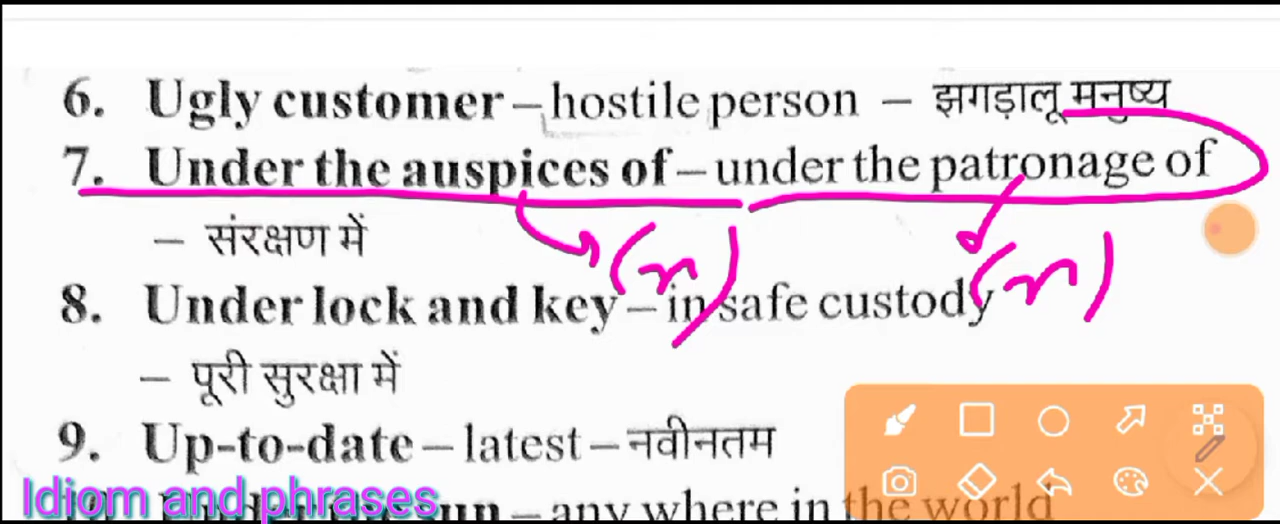 6. Ugly customer – hostile person – झगड़ालू मनुष्य
7. Under the auspices of – under the patronage of
– संरक्षण में
(n) (n)
8. Under lock and key – in safe custody
– पूरी सुरक्षा में
9. Up-to-date – latest – नवीनतम
Idiom and phrases
sun – any where in the world